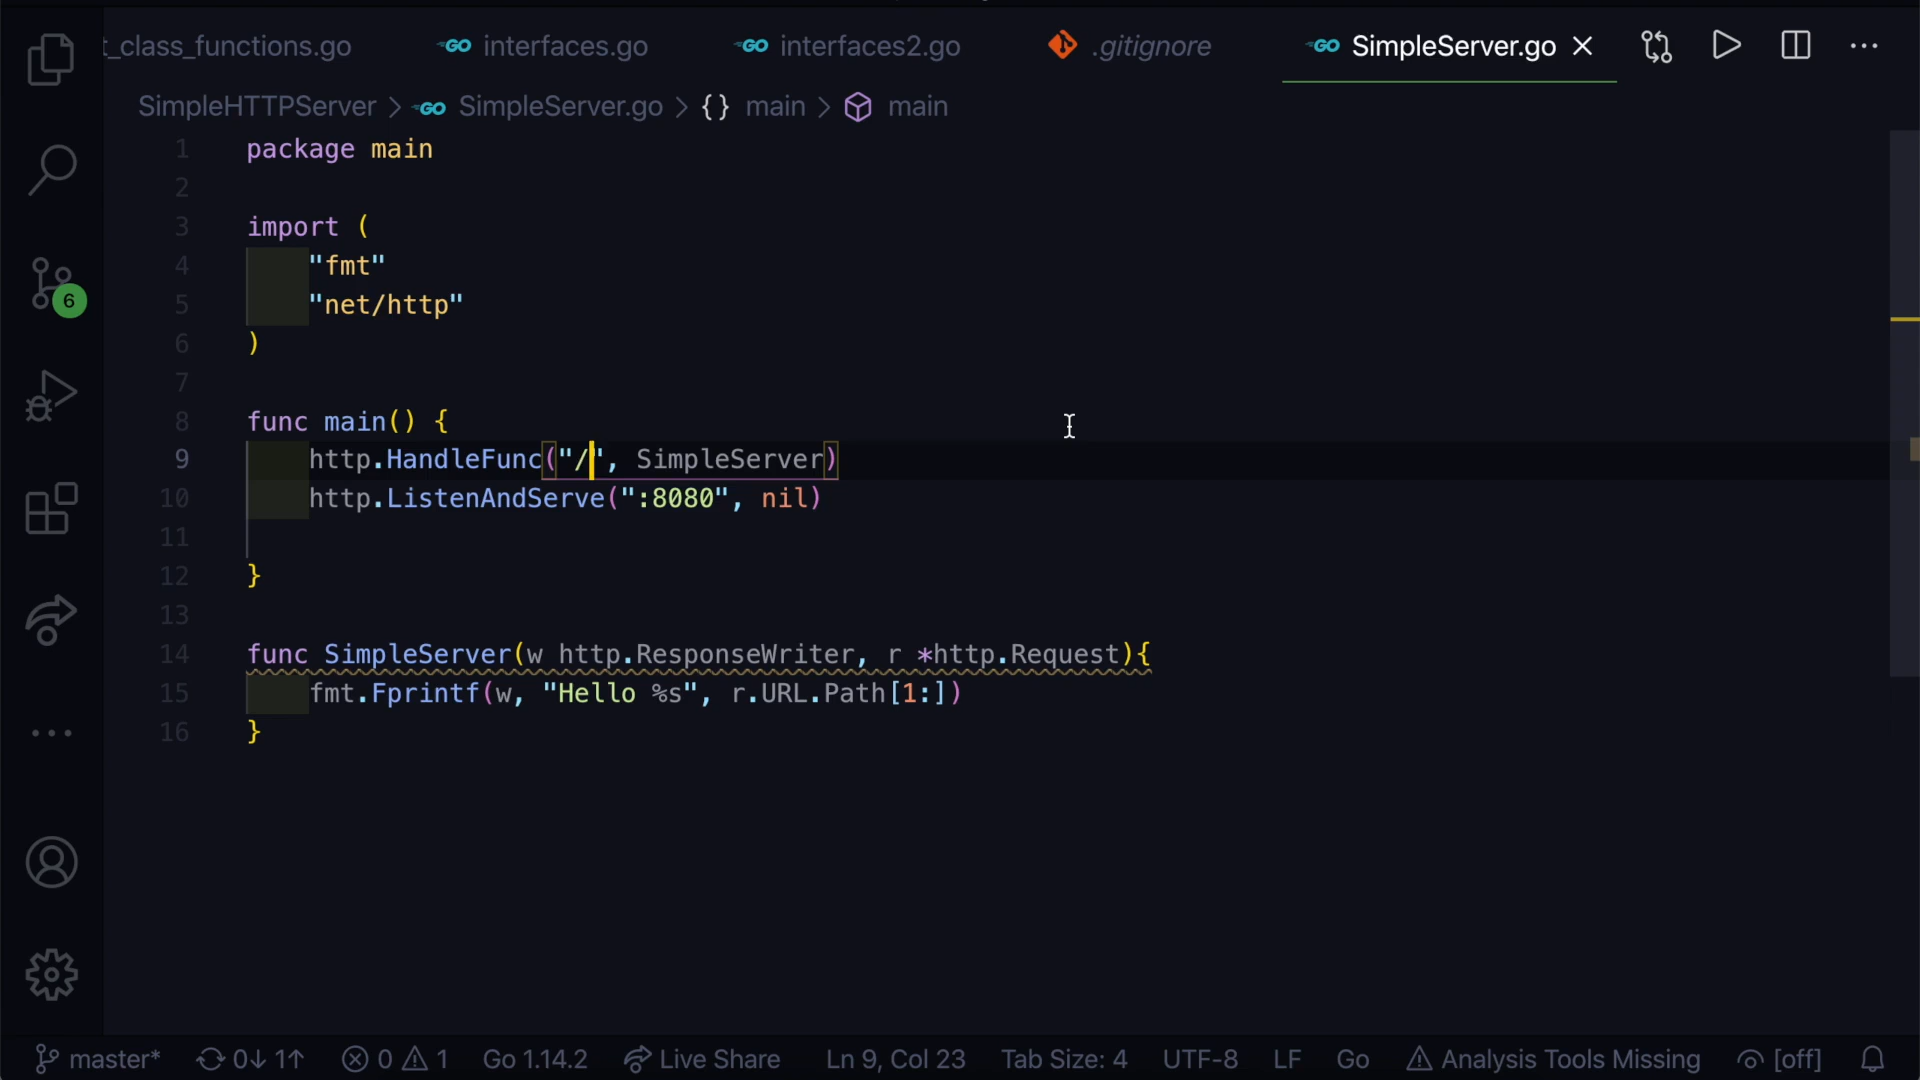 t_class_functions.go
GO interfaces.go
GO interfaces2.go
.gitignore
GO SimpleServer.go
SimpleHTTPServer > GO SimpleServer.go > {} main > main
1 package main
2
3 import (
4 "fmt"
5 "net/http"
6 )
7
8 func main() {
9 http.HandleFunc("/", SimpleServer)
10 http.ListenAndServe(":8080", nil)
11
12 }
13
14 func SimpleServer(w http.ResponseWriter, r *http.Request){
15 fmt.Fprintf(w, "Hello %s", r.URL.Path[1:])
16 }
6
master* 0↓ 1↑ 0 1 Go 1.14.2 Live Share Ln 9, Col 23 Tab Size: 4 UTF-8 LF Go Analysis Tools Missing [off]